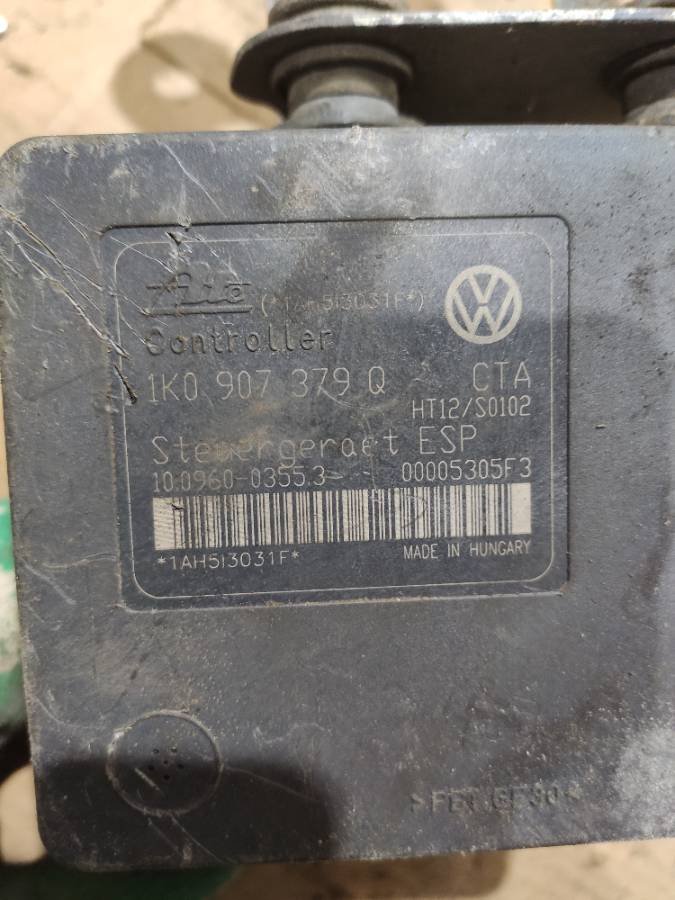 Ate (*1AH5I3031F*)
Controller
1K0 907 379 Q CTA
HT12/S0102
Steuergeraet ESP
10.0960-0355.3 00005305F3
*1AH5I3031F*
MADE IN HUNGARY